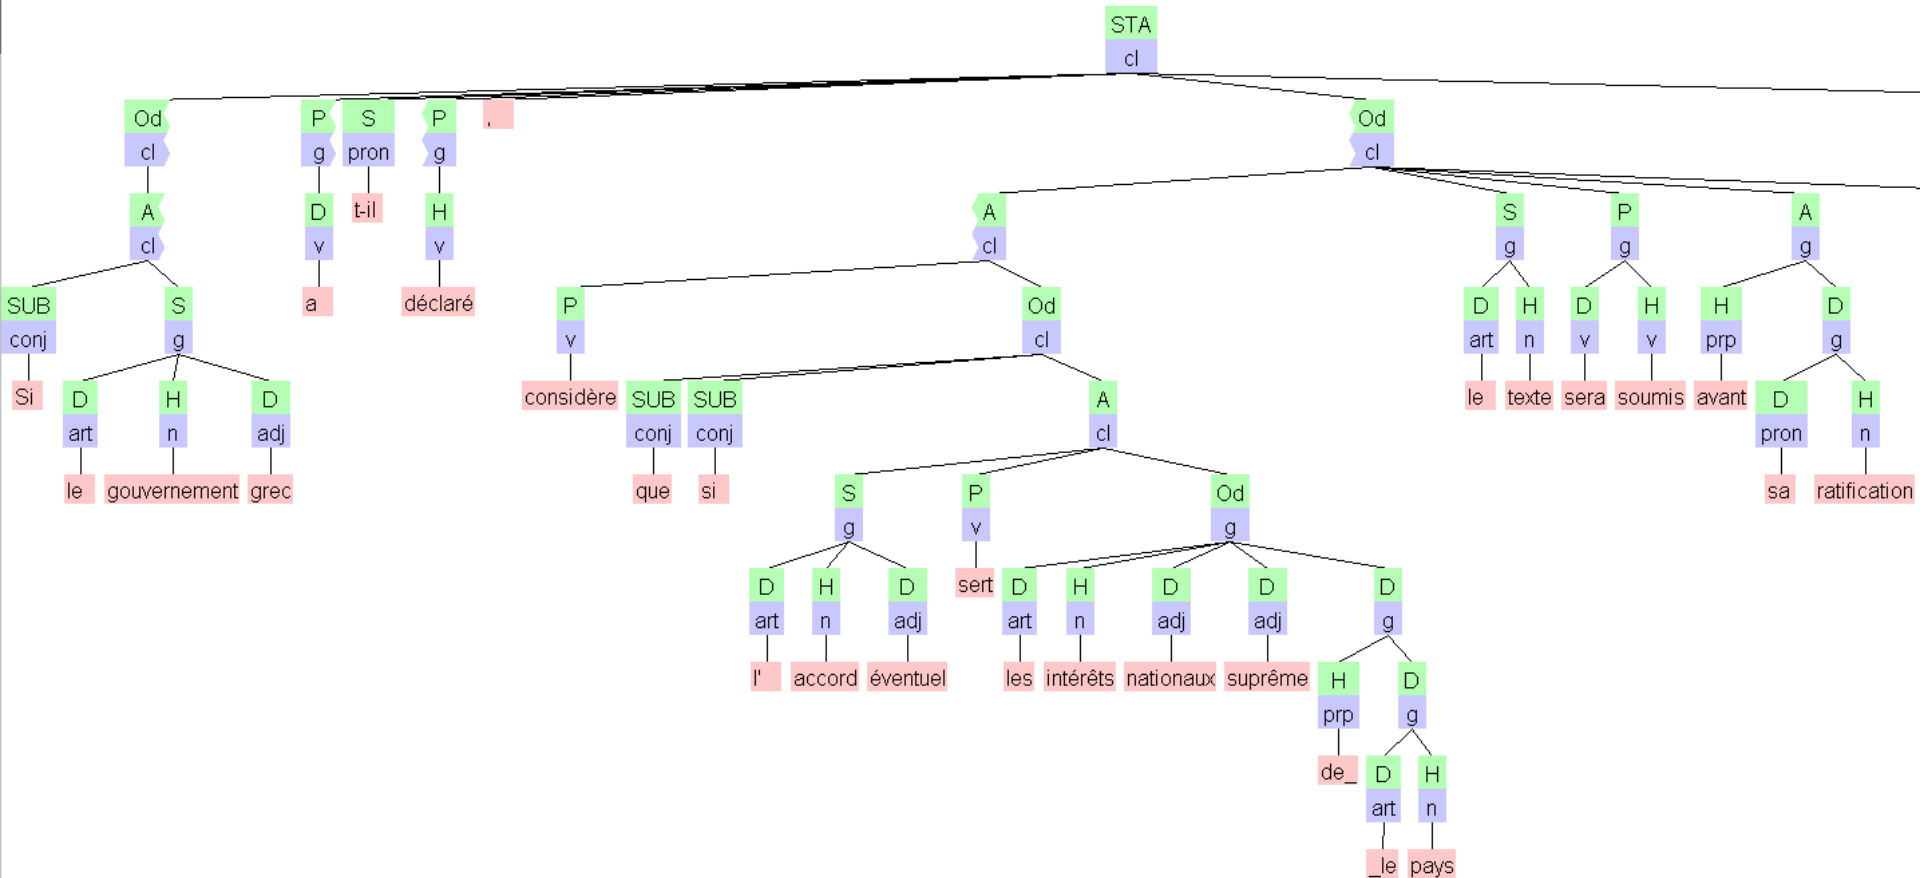 STA
cl
Od P S P , Od
cl g pron g cl
A D H A S P A
cl v t-il v cl g g g
SUB S a déclaré P Od D H D H H D
conj g v cl art n v v prp g
Si D H D considère SUB SUB A le texte sera soumis avant D H
art n adj conj conj cl pron n
le gouvernement grec que si S P Od sa ratification
g v g
D H D sert D H D D D
art n adj art n adj adj g
l' accord éventuel les intérêts nationaux suprême H D
prp g
de_ D H
art n
_le pays